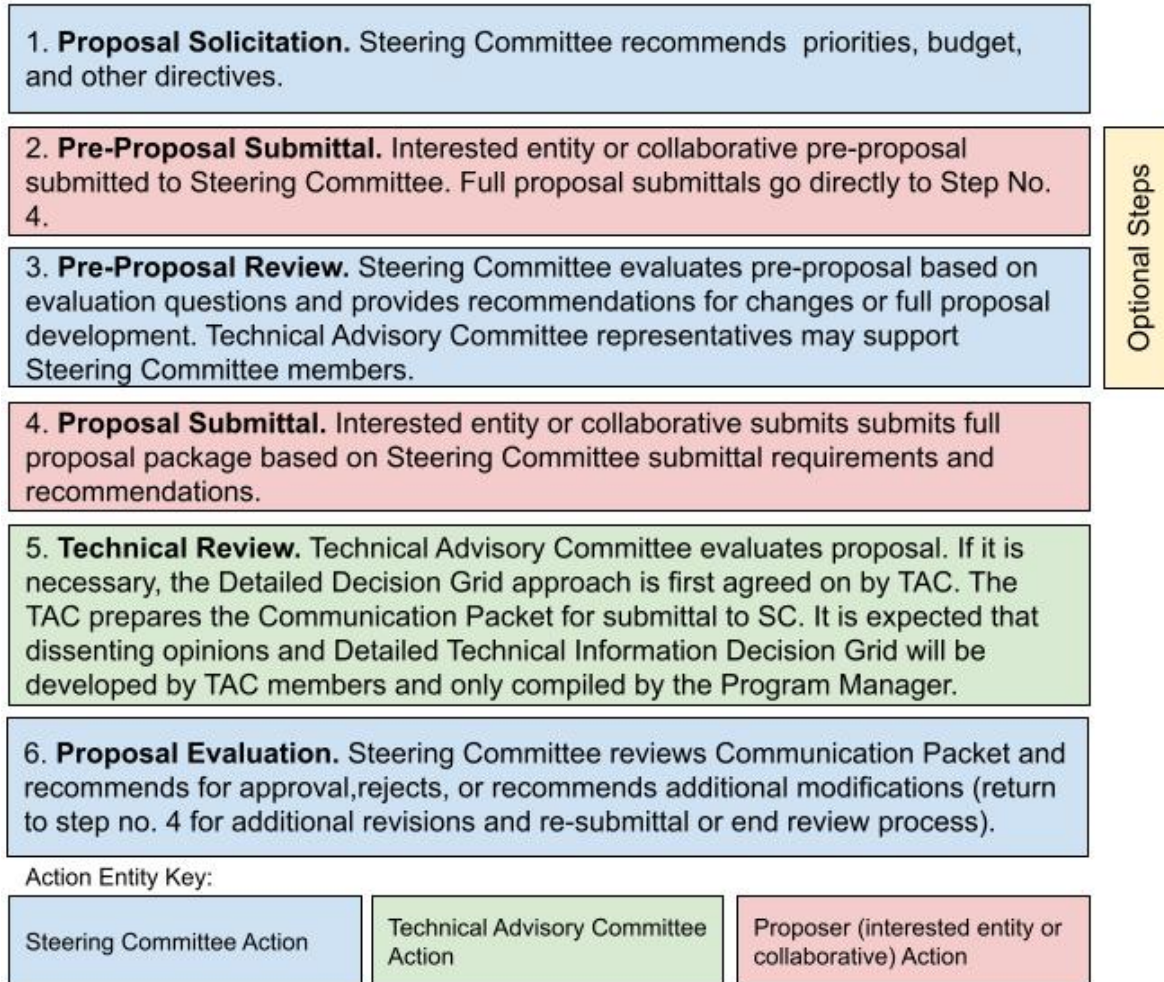 1. Proposal Solicitation. Steering Committee recommends  priorities, budget,
and other directives.
2. Pre-Proposal Submittal. Interested entity or collaborative pre-proposal
submitted to Steering Committee. Full proposal submittals go directly to Step No.
4.
3. Pre-Proposal Review. Steering Committee evaluates pre-proposal based on
evaluation questions and provides recommendations for changes or full proposal
development. Technical Advisory Committee representatives may support
Steering Committee members.
Optional Steps
4. Proposal Submittal. Interested entity or collaborative submits submits full
proposal package based on Steering Committee submittal requirements and
recommendations.
5. Technical Review. Technical Advisory Committee evaluates proposal. If it is
necessary, the Detailed Decision Grid approach is first agreed on by TAC. The
TAC prepares the Communication Packet for submittal to SC. It is expected that
dissenting opinions and Detailed Technical Information Decision Grid will be
developed by TAC members and only compiled by the Program Manager.
6. Proposal Evaluation. Steering Committee reviews Communication Packet and
recommends for approval,rejects, or recommends additional modifications (return
to step no. 4 for additional revisions and re-submittal or end review process).
Action Entity Key:
Steering Committee Action
Technical Advisory Committee
Action
Proposer (interested entity or
collaborative) Action